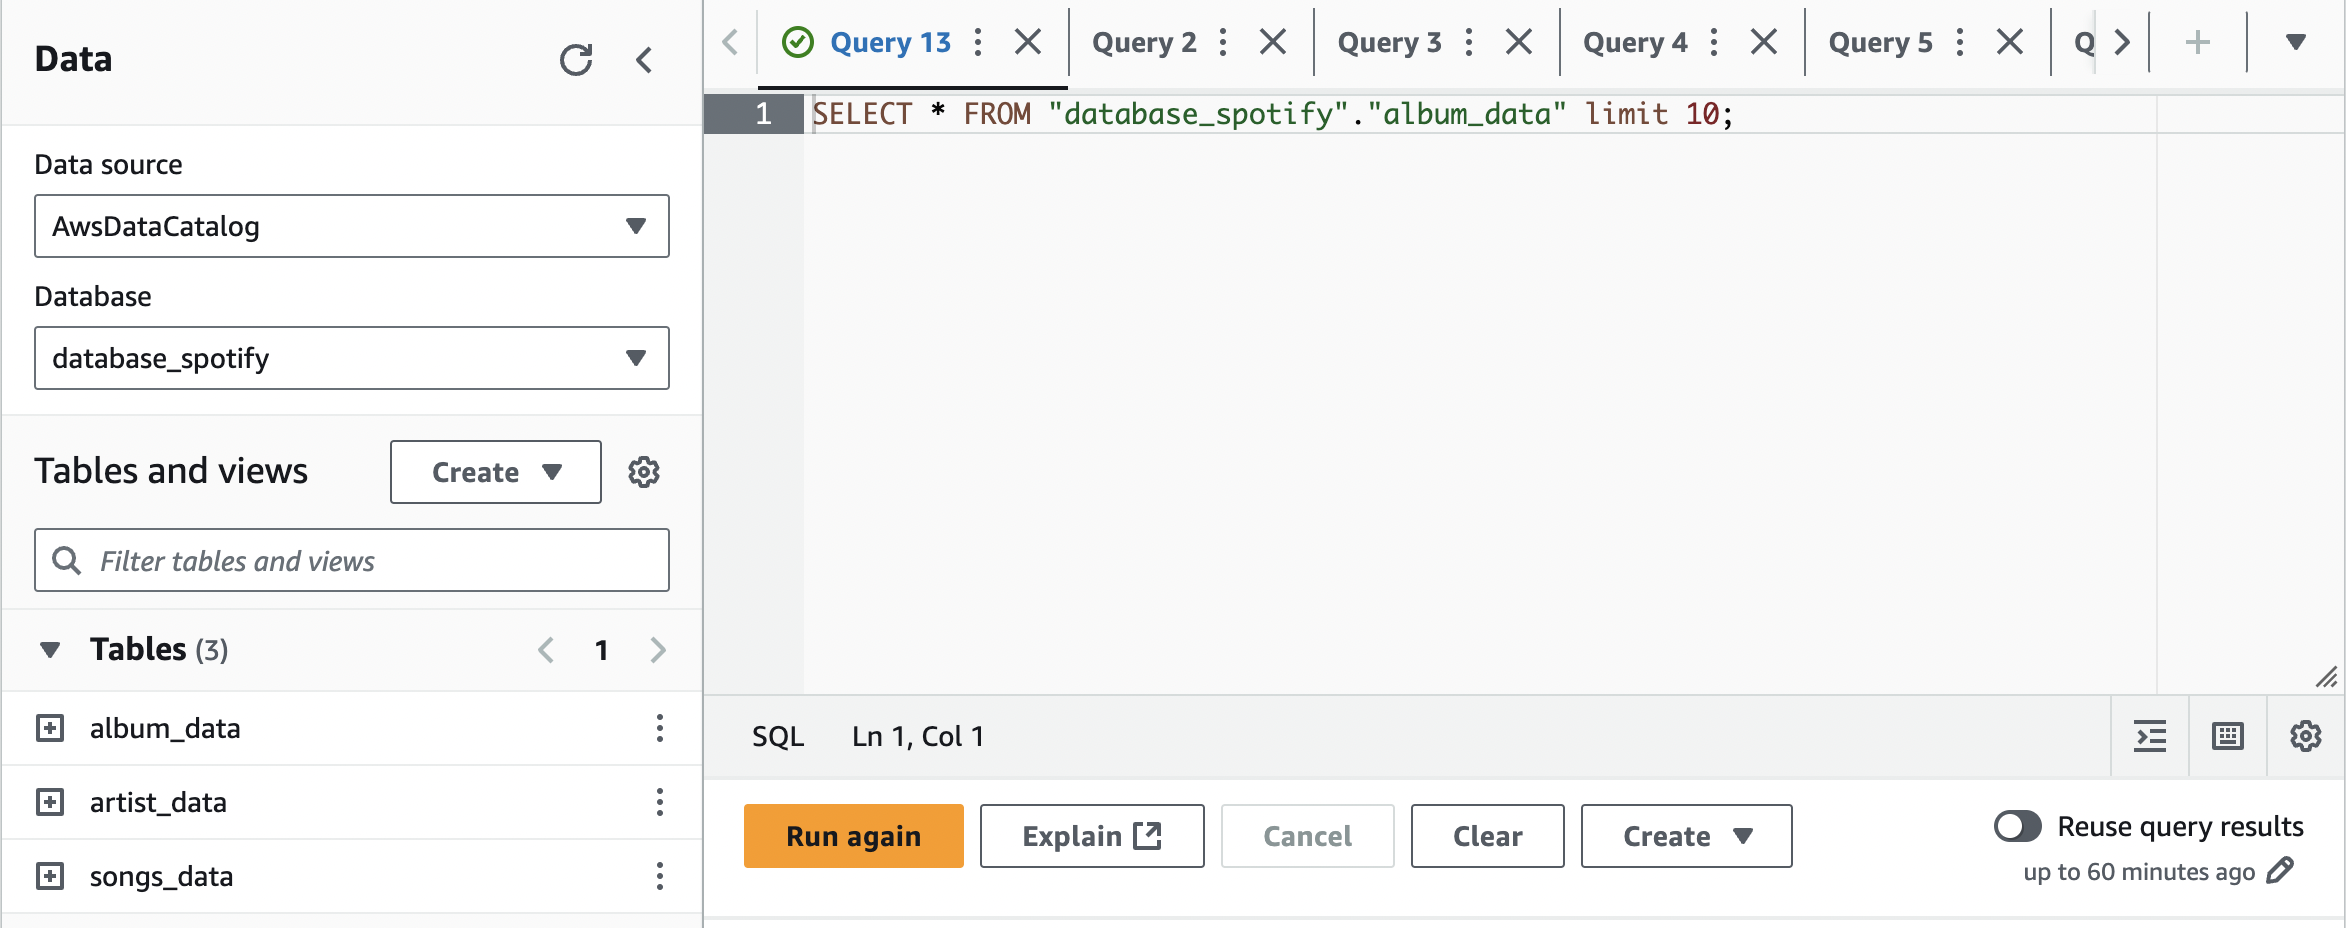 Data
Data source
AwsDataCatalog
Database
database_spotify
Tables and views
Create
Filter tables and views
Tables (3)
1
album_data
artist_data
songs_data
Query 13
Query 2
Query 3
Query 4
Query 5
1 SELECT * FROM "database_spotify"."album_data" limit 10;
SQL Ln 1, Col 1
Run again
Explain
Cancel
Clear
Create
Reuse query results
up to 60 minutes ago